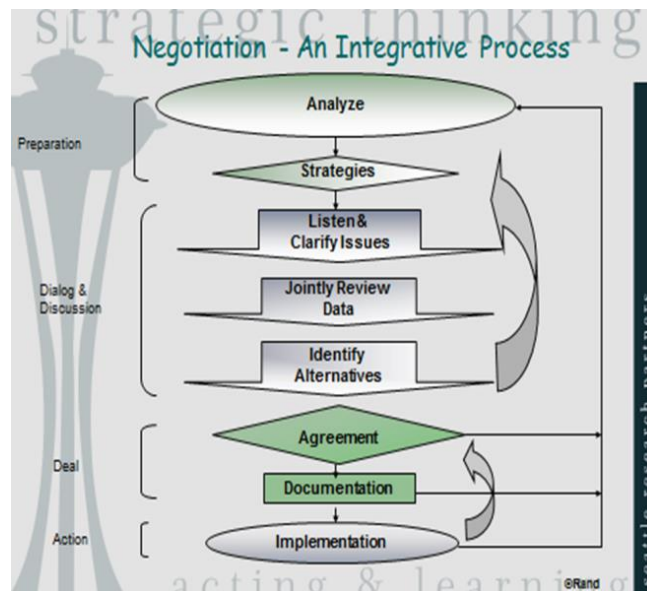 strategic thinking
Negotiation - An Integrative Process
Analyze
Preparation
Strategies
Listen &
Clarify Issues
Dialog &
Discussion
Jointly Review
Data
Identify
Alternatives
Agreement
Deal
Documentation
Action
Implementation
©Rand
acting & learning
seattle research partners